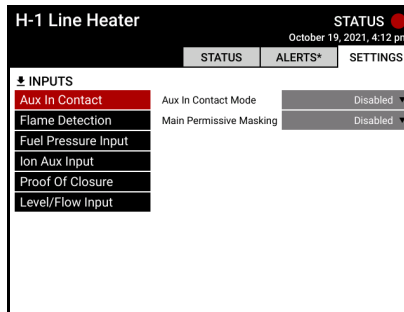 H-1 Line Heater
STATUS
October 19, 2021, 4:12 pm
STATUS
ALERTS*
SETTINGS
INPUTS
Aux In Contact
Flame Detection
Fuel Pressure Input
Ion Aux Input
Proof Of Closure
Level/Flow Input
Aux In Contact Mode
Disabled
Main Permissive Masking
Disabled